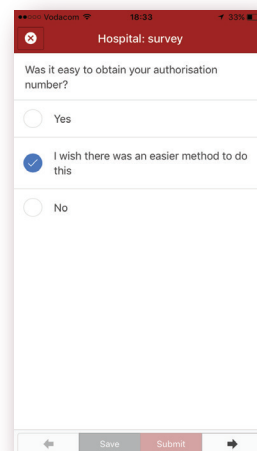 Vodacom 18:33 33%
Hospital: survey
Was it easy to obtain your authorisation
number?
Yes
I wish there was an easier method to do
this
No
Save Submit